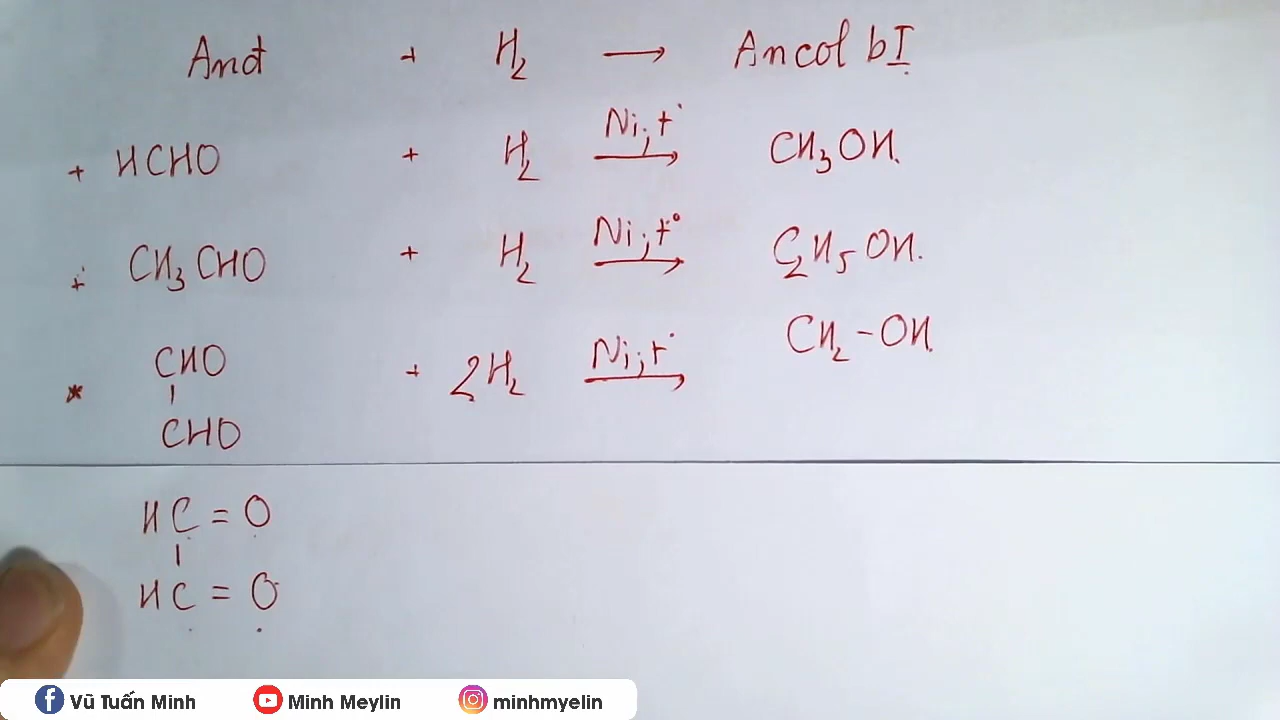 Anđ + H₂ → Ancol bI
+ HCHO + H₂ Ni,t° → CH₃OH.
+ CH₃CHO + H₂ Ni,t° → C₂H₅OH.
* CHO + 2H₂ Ni,t° → CH₂-OH.
CHO
HC = O
HC = O
Vũ Tuấn Minh Minh Meylin minhmyelin